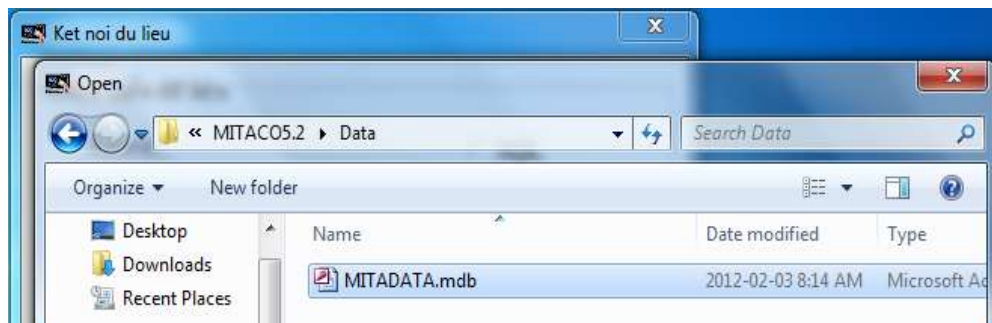 Ket noi du lieu
Open
« MITACO5.2 ▸ Data
Search Data
Organize ▾ New folder
Desktop Name Date modified Type
Downloads
MITADATA.mdb 2012-02-03 8:14 AM Microsoft Ac
Recent Places